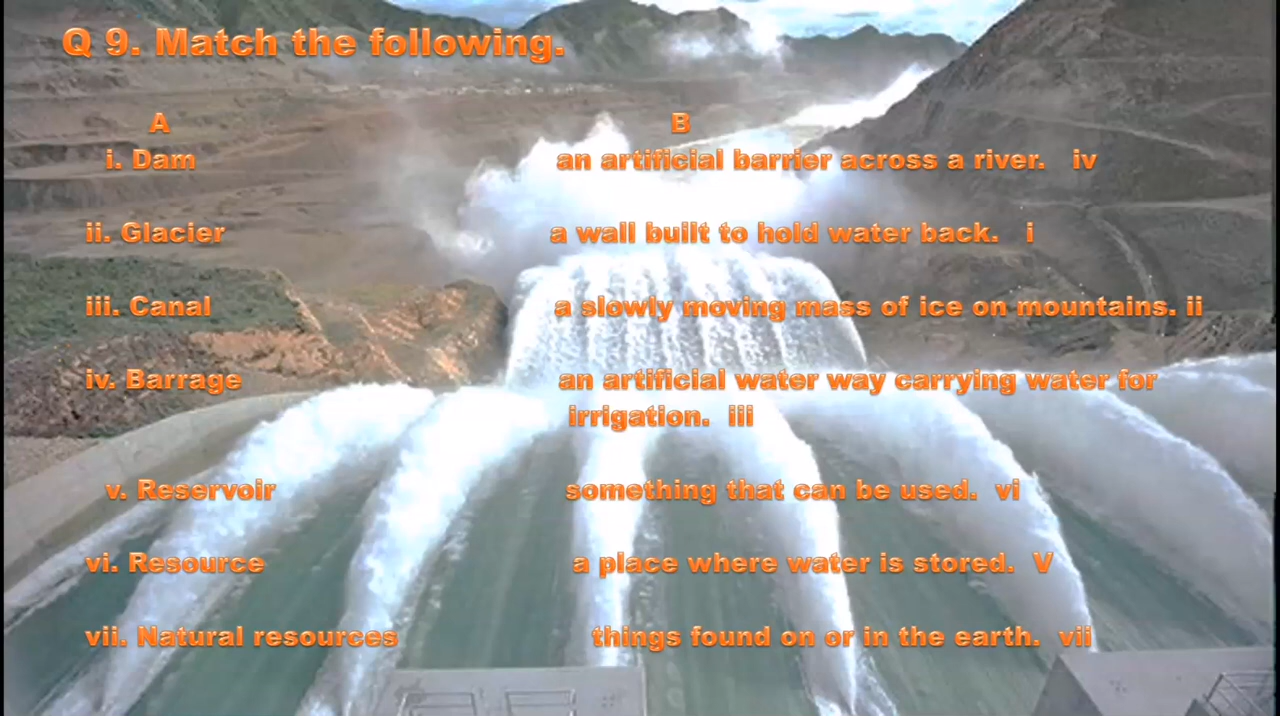 Q 9. Match the following.
A B
i. Dam an artificial barrier across a river. iv
ii. Glacier a wall built to hold water back. i
iii. Canal a slowly moving mass of ice on mountains. ii
iv. Barrage an artificial water way carrying water for
irrigation. iii
v. Reservoir something that can be used. vi
vi. Resource a place where water is stored. V
vii. Natural resources things found on or in the earth. vii